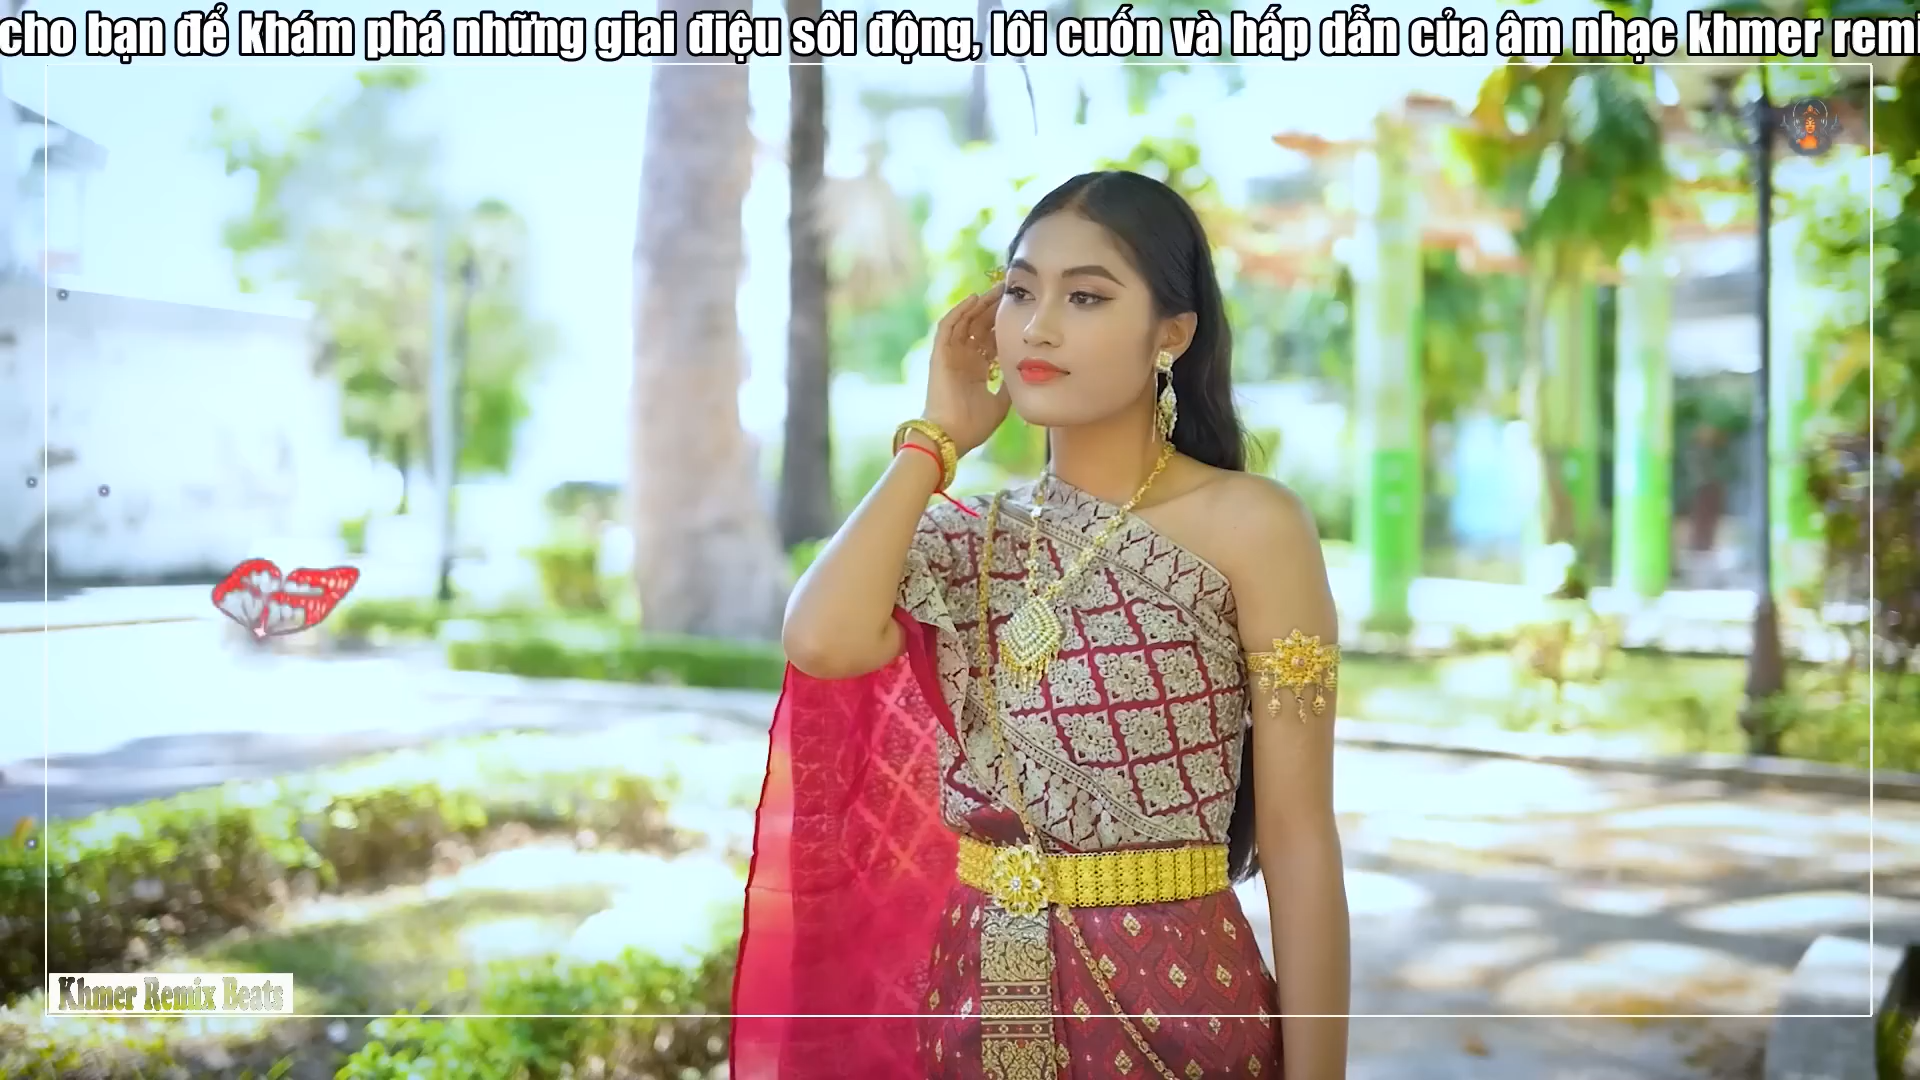 cho bạn để khám phá những giai điệu sôi động, lôi cuốn và hấp dẫn của âm nhạc khmer remi
Khmer Remix Beats